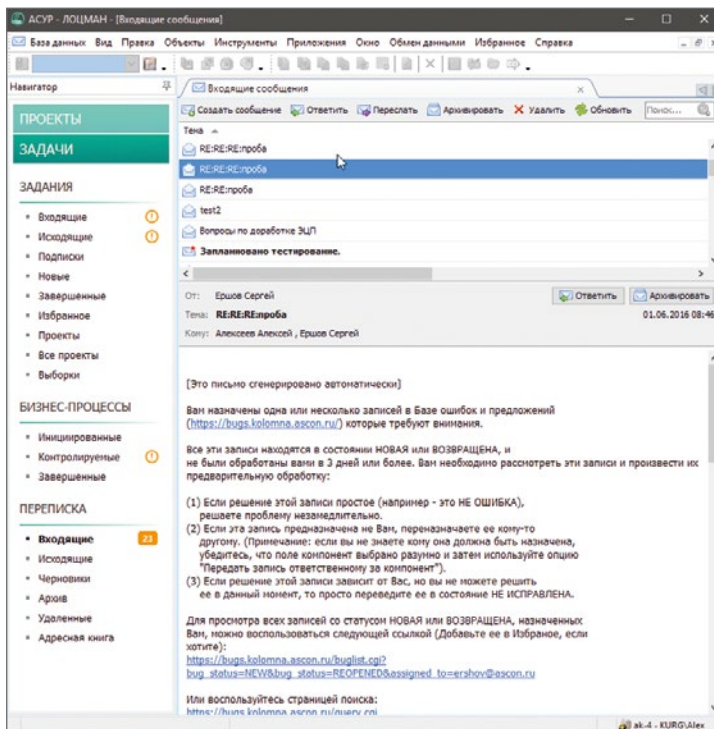 АСУР - ЛОЦМАН - [Входящие сообщения]
База данных Вид Правка Объекты Инструменты Приложения Окно Обмен данными Избранное Справка
Навигатор
Входящие сообщения
Создать сообщение Ответить Переслать Архивировать Удалить Обновить Поиск...
ПРОЕКТЫ
ЗАДАЧИ
ЗАДАНИЯ
Входящие
Исходящие
Подписки
Новые
Завершенные
Избранное
Проекты
Все проекты
Выборки
БИЗНЕС-ПРОЦЕССЫ
Инициированные
Контролируемые
Завершенные
ПЕРЕПИСКА
Входящие 23
Исходящие
Черновики
Архив
Удаленные
Адресная книга
Тема
RE:RE:RE:проба
RE:RE:RE:проба
RE:RE:проба
test2
Вопросы по доработке ЭЦП
Запланновано тестирование.
От: Ершов Сергей
Ответить Архивировать
Тема: RE:RE:RE:проба
01.06.2016 08:46
Кому: Алексеев Алексей , Ершов Сергей
[Это письмо сгенерировано автоматически]
Вам назначены одна или несколько записей в Базе ошибок и предложений
(https://bugs.kolomna.ascon.ru/) которые требуют внимания.
Все эти записи находятся в состоянии НОВАЯ или ВОЗВРАЩЕНА, и
не были обработаны вами в 3 дней или более. Вам необходимо рассмотреть эти записи и произвести их
предварительную обработку:
(1) Если решение этой записи простое (например - это НЕ ОШИБКА),
решаете проблему незамедлительно.
(2) Если эта запись предназначена не Вам, переназначаете ее кому-то
другому. (Примечание: если вы не знаете кому она должна быть назначена,
убедитесь, что поле компонент выбрано разумно и затем используйте опцию
"Передать запись ответственному за компонент").
(3) Если решение этой записи зависит от Вас, но вы не можете решить
ее в данный момент, то просто переведите ее в состояние НЕ ИСПРАВЛЕНА.
Для просмотра всех записей со статусом НОВАЯ или ВОЗВРАЩЕНА, назначенных
Вам, можно воспользоваться следующей ссылкой (Добавьте ее в Избраное, если
хотите):
https://bugs.kolomna.ascon.ru/buglist.cgi?
bug_status=NEW&bug_status=REOPENED&assigned_to=ershov@ascon.ru
Или воспользуйтесь страницей поиска:
https://bugs.kolomna.ascon.ru/query.cgi
ak-4 - KURG\Alex